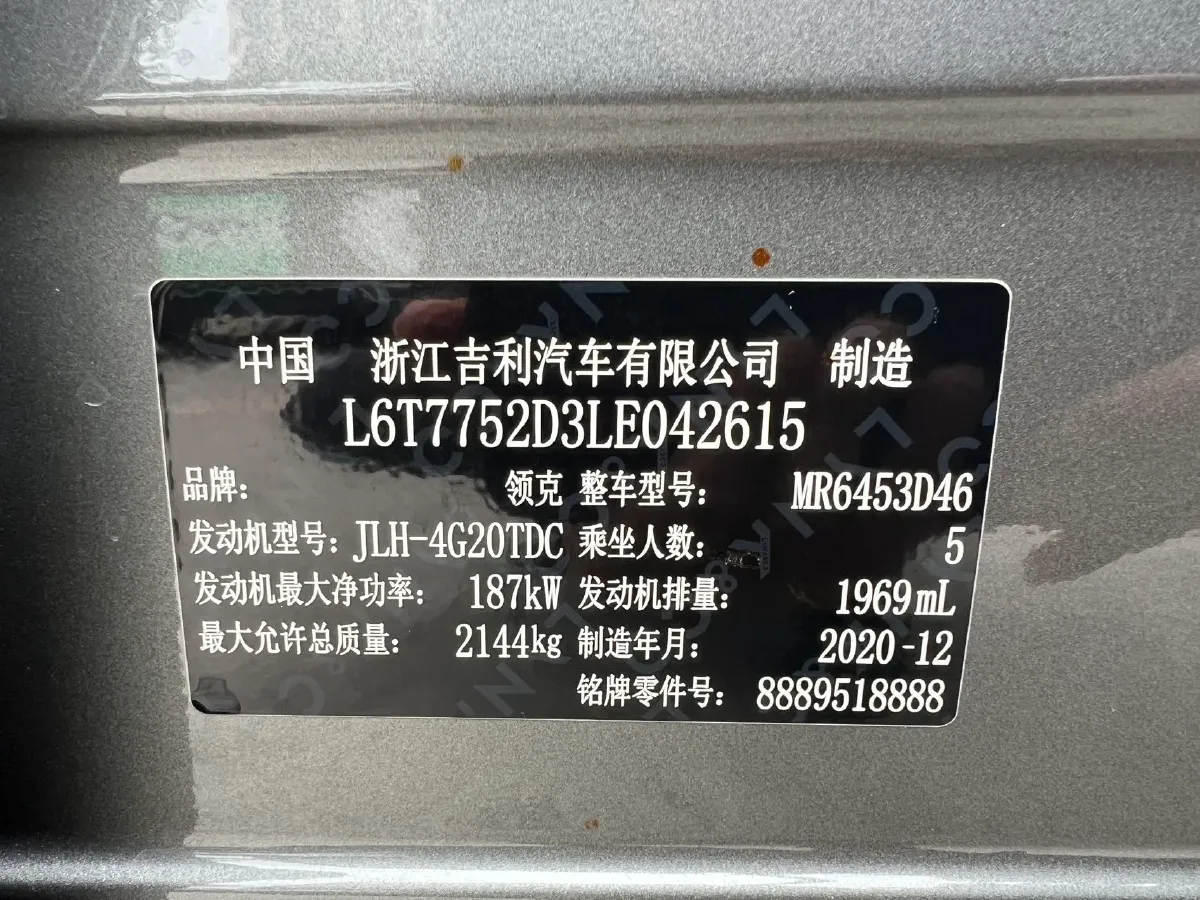 中国 浙江吉利汽车有限公司 制造
L6T7752D3LE042615
品牌: 领克 整车型号: MR6453D46
发动机型号: JLH-4G20TDC 乘坐人数: 5
发动机最大净功率: 187kW 发动机排量: 1969mL
最大允许总质量: 2144kg 制造年月: 2020-12
铭牌零件号: 8889518888